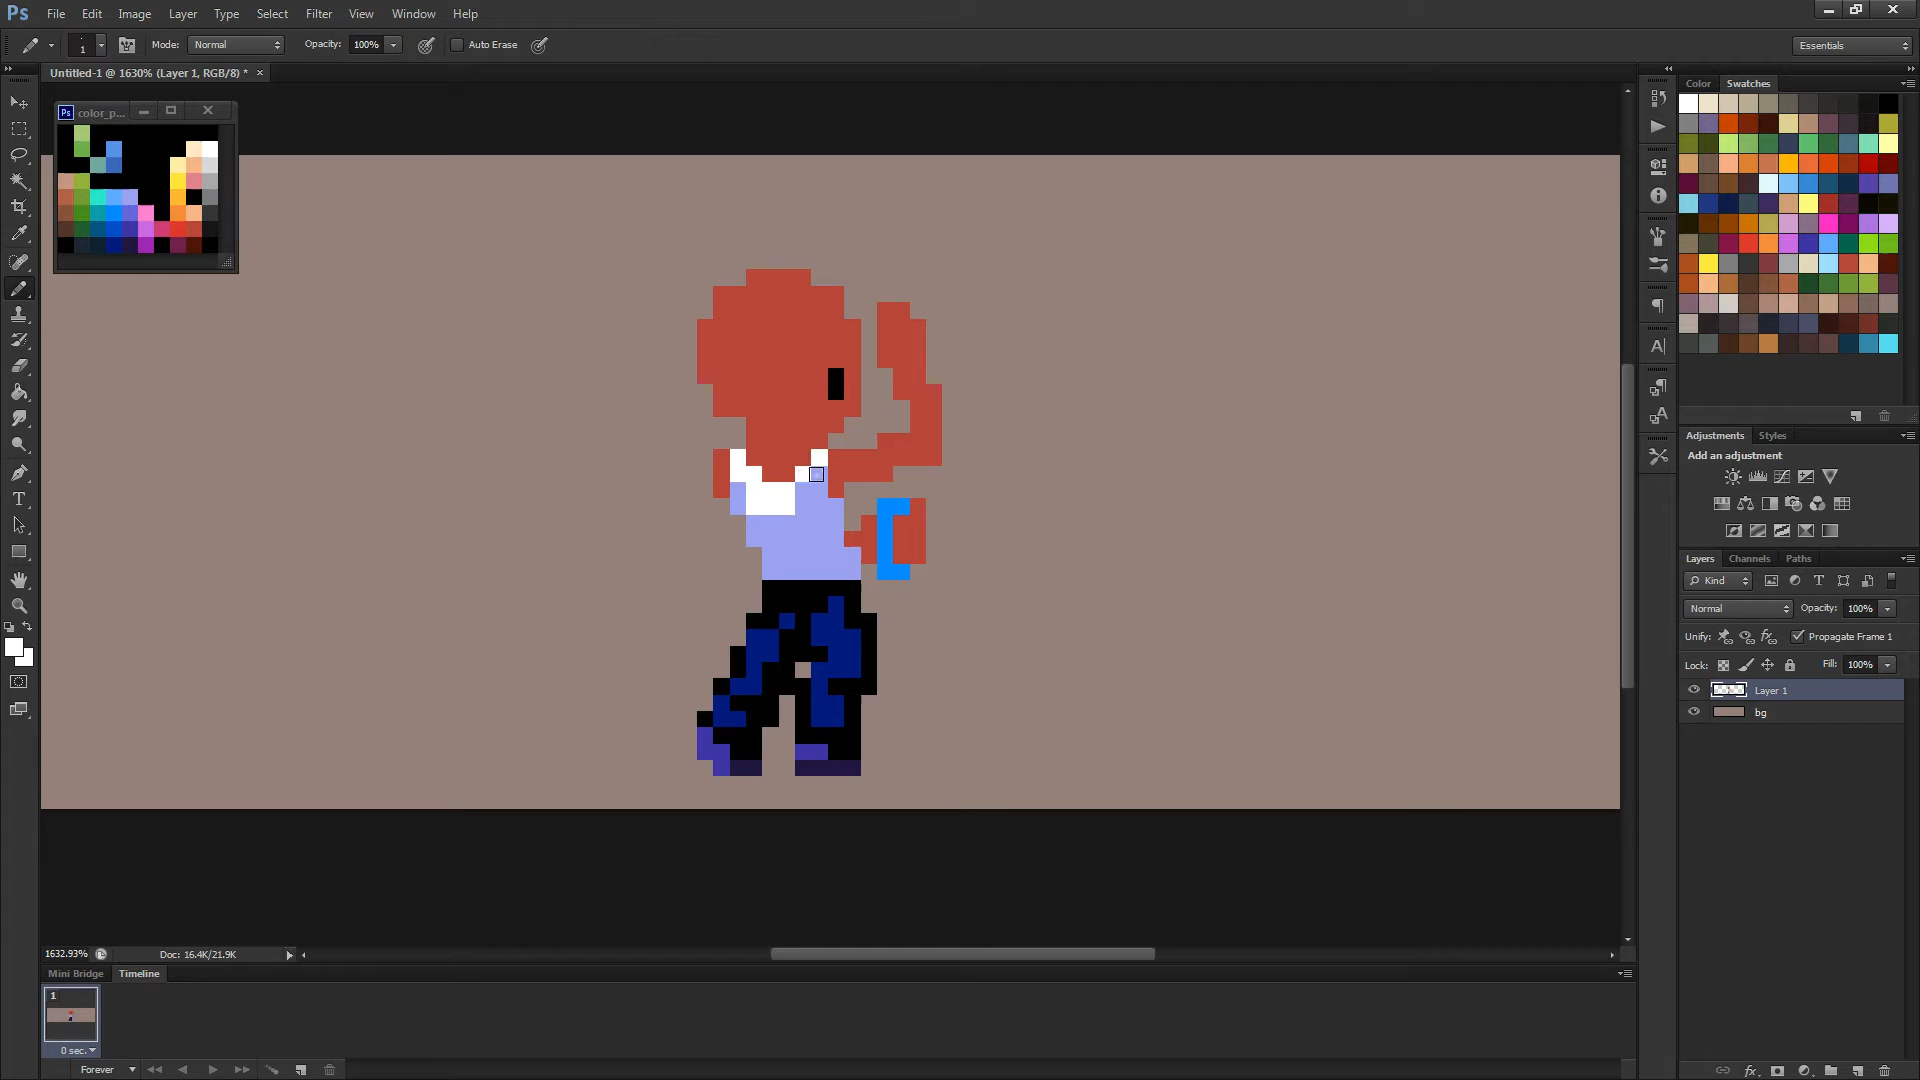 Ps File Edit Image Layer Type Select Filter View Window Help
1 Mode: Normal Opacity: 100% Auto Erase Essentials
Untitled-1 @ 1630% (Layer 1, RGB/8) * ×
Ps color_p...
Color Swatches
Adjustments Styles
Add an adjustment
Layers Channels Paths
Kind
Normal Opacity: 100%
Unify: Propagate Frame 1
Lock: Fill: 100%
Layer 1
bg
1632.93% Doc: 16.4K/21.9K
Mini Bridge Timeline
1
0 sec.
Forever